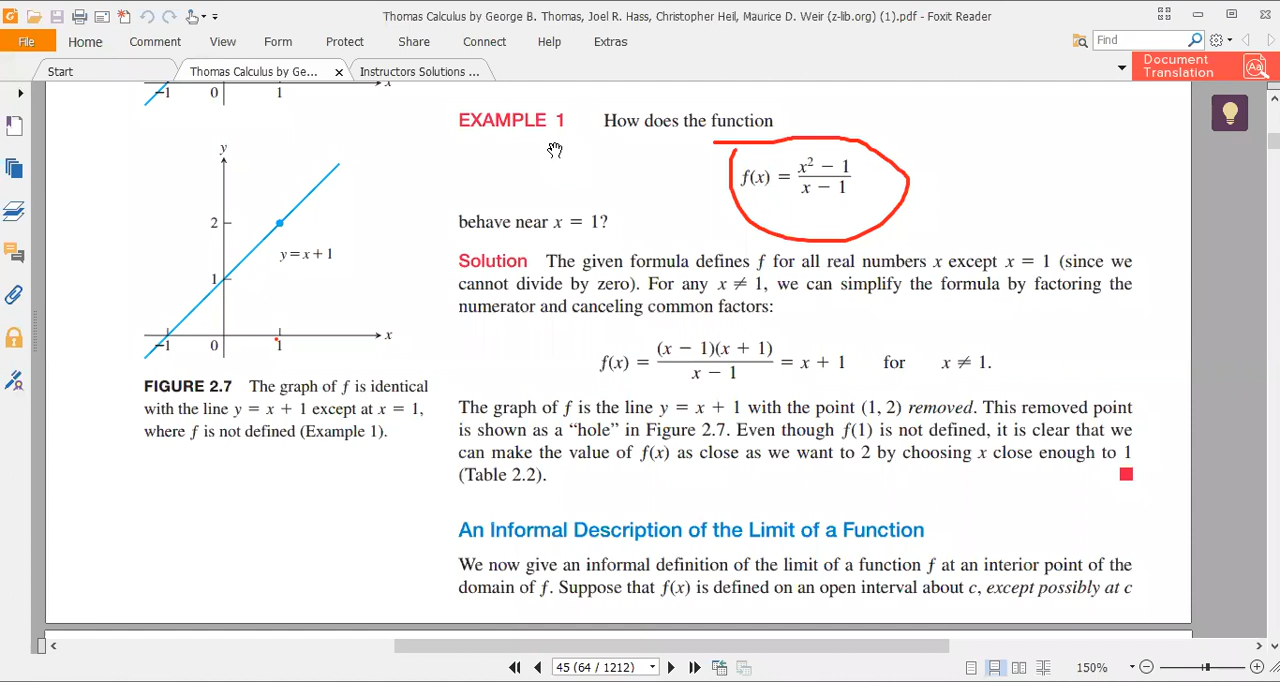 Thomas Calculus by George B. Thomas, Joel R. Hass, Christopher Heil, Maurice D. Weir (z-lib.org) (1).pdf - Foxit Reader
File Home Comment View Form Protect Share Connect Help Extras Find
Start Thomas Calculus by Ge... × Instructors Solutions ... Document
Translation
−1 0 1 x
y
2
1
y = x + 1
−1 0 1 x
FIGURE 2.7 The graph of f is identical
with the line y = x + 1 except at x = 1,
where f is not defined (Example 1).
EXAMPLE 1 How does the function
f(x) = (x² − 1)/(x − 1)
behave near x = 1?
Solution The given formula defines f for all real numbers x except x = 1 (since we
cannot divide by zero). For any x ≠ 1, we can simplify the formula by factoring the
numerator and canceling common factors:
f(x) = (x − 1)(x + 1)/(x − 1) = x + 1 for x ≠ 1.
The graph of f is the line y = x + 1 with the point (1, 2) removed. This removed point
is shown as a “hole” in Figure 2.7. Even though f(1) is not defined, it is clear that we
can make the value of f(x) as close as we want to 2 by choosing x close enough to 1
(Table 2.2).
An Informal Description of the Limit of a Function
We now give an informal definition of the limit of a function f at an interior point of the
domain of f. Suppose that f(x) is defined on an open interval about c, except possibly at c
45 (64 / 1212) 150%